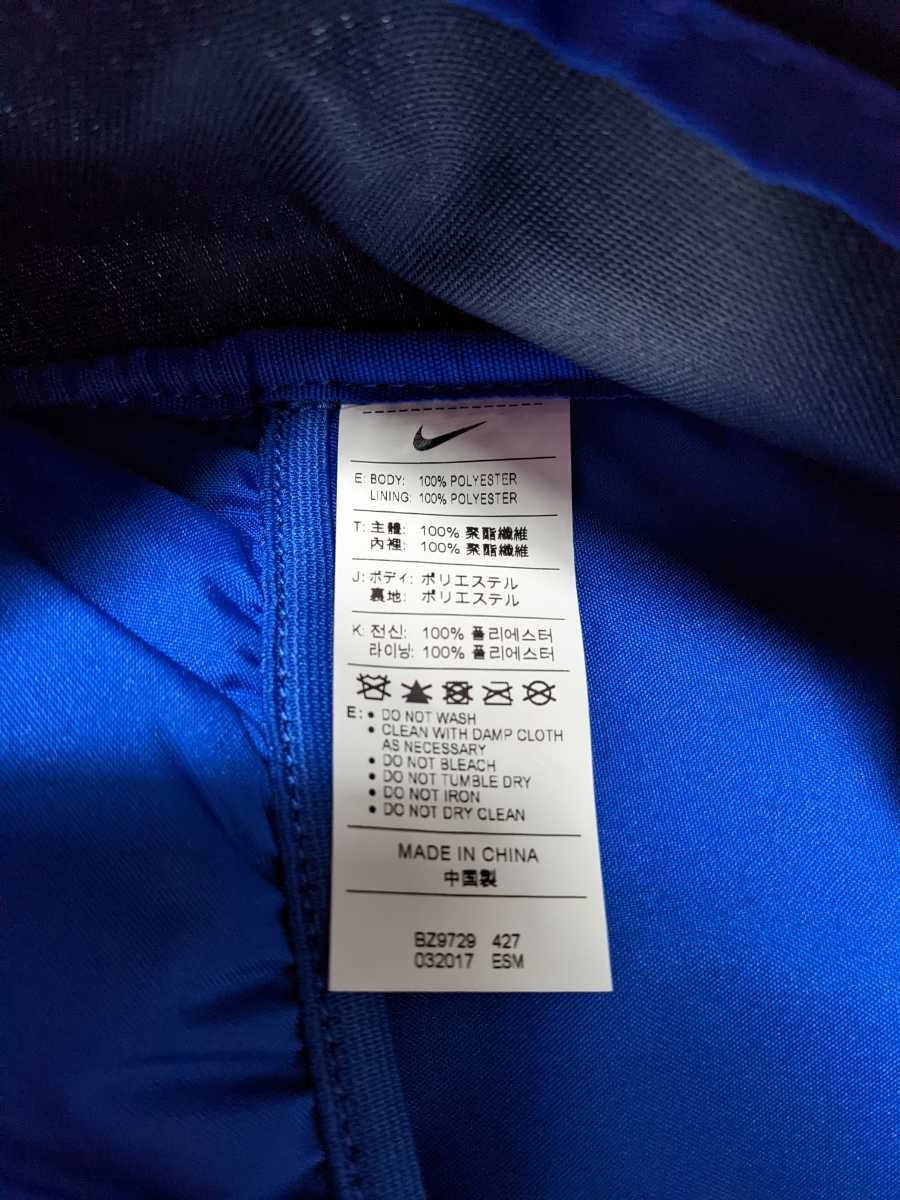 E: BODY: 100% POLYESTER
LINING: 100% POLYESTER
T: 主體: 100% 聚酯纖維
內裡: 100% 聚酯纖維
J: ボディ: ポリエステル
裏地: ポリエステル
K: 전신: 100% 폴리에스터
라이닝: 100% 폴리에스터
E: • DO NOT WASH
• CLEAN WITH DAMP CLOTH
AS NECESSARY
• DO NOT BLEACH
• DO NOT TUMBLE DRY
• DO NOT IRON
• DO NOT DRY CLEAN
MADE IN CHINA
中国製
BZ9729 427
032017 ESM